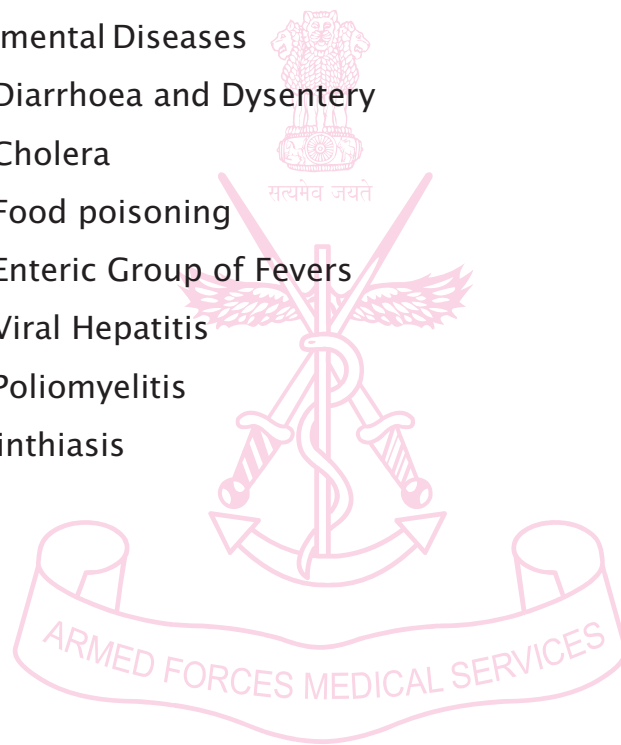 mental Diseases
Diarrhoea and Dysentery
Cholera
सत्यमेव जयते
Food poisoning
Enteric Group of Fevers
Viral Hepatitis
Poliomyelitis
inthiasis
ARMED FORCES MEDICAL SERVICES